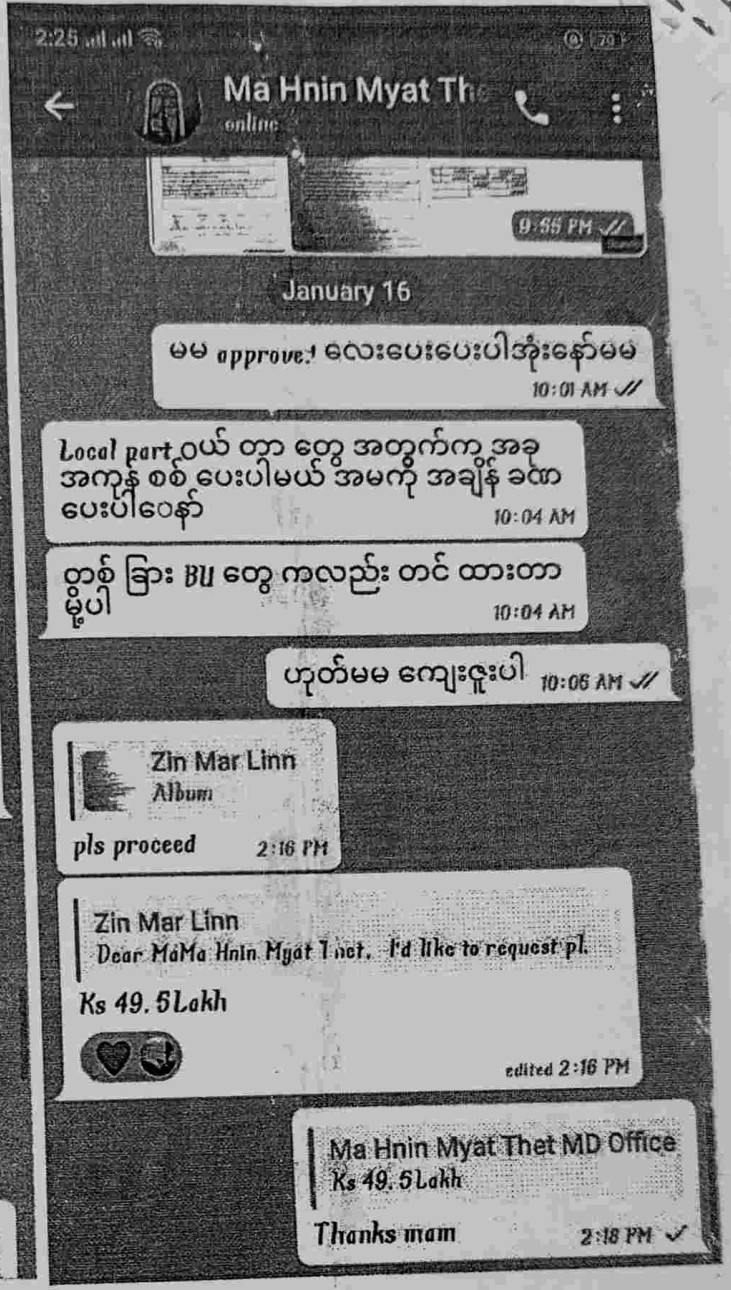 2:25
70
Ma Hnin Myat The
online
9:55 PM
January 16
မမ approve! လေးပေးပေးပါအုံးနော်မမ
10:01 AM
Local part ဝယ် တာ တွေ အတွက်က အခု
အကုန် စစ် ပေးပါမယ် အမကို အချိန် ခဏ
ပေးပါနော်
10:04 AM
တစ် ခြား BU တွေ ကလည်း တင် ထားတာ
မို့ပါ
10:04 AM
ဟုတ်မမ ကျေးဇူးပါ 10:06 AM
Zin Mar Linn
Album
pls proceed 2:16 PM
Zin Mar Linn
Dear MaMa Hnin Myat Thet, I'd like to request pl.
Ks 49.5Lakh
edited 2:16 PM
Ma Hnin Myat Thet MD Office
Ks 49.5Lakh
Thanks mam 2:18 PM